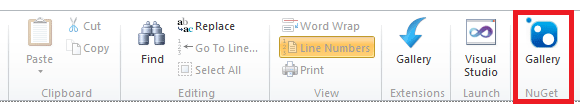 Paste
Cut
Copy
Clipboard
Find
Replace
Go To Line...
Select All
Editing
Word Wrap
Line Numbers
Print
View
Gallery
Extensions
Visual
Studio
Launch
Gallery
NuGet